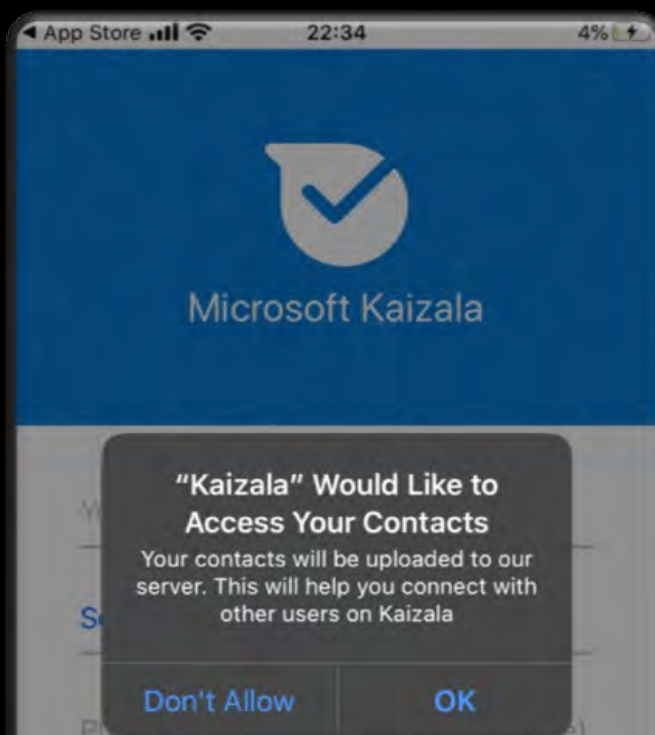 App Store 22:34 4%
Microsoft Kaizala
“Kaizala” Would Like to
Access Your Contacts
Your contacts will be uploaded to our
server. This will help you connect with
other users on Kaizala
Don't Allow OK